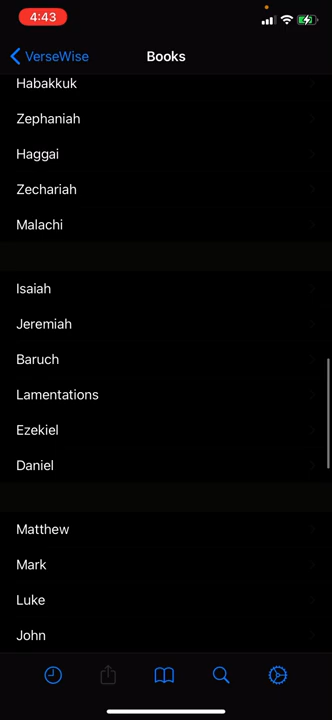 4:43
VerseWise
Books
Habakkuk
Zephaniah
Haggai
Zechariah
Malachi
Isaiah
Jeremiah
Baruch
Lamentations
Ezekiel
Daniel
Matthew
Mark
Luke
John